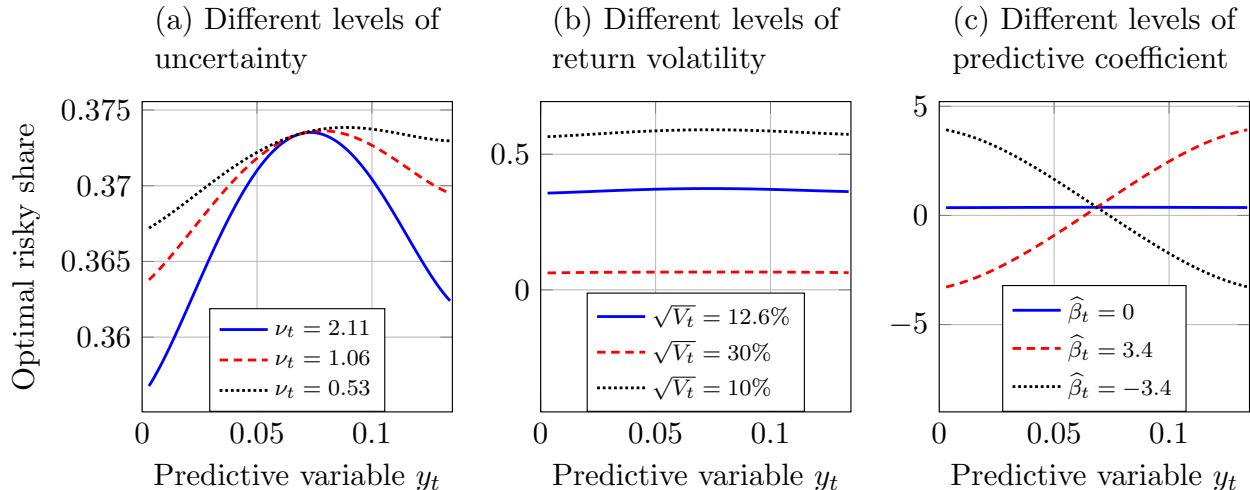 (a) Different levels of
uncertainty
(b) Different levels of
return volatility
(c) Different levels of
predictive coefficient
Optimal risky share
0.375
0.37
0.365
0.36
ν_t = 2.11
ν_t = 1.06
ν_t = 0.53
0 0.05 0.1
Predictive variable y_t
0.5
0
√V_t = 12.6%
√V_t = 30%
√V_t = 10%
0 0.05 0.1
Predictive variable y_t
5
0
−5
β̂_t = 0
β̂_t = 3.4
β̂_t = −3.4
0 0.05 0.1
Predictive variable y_t